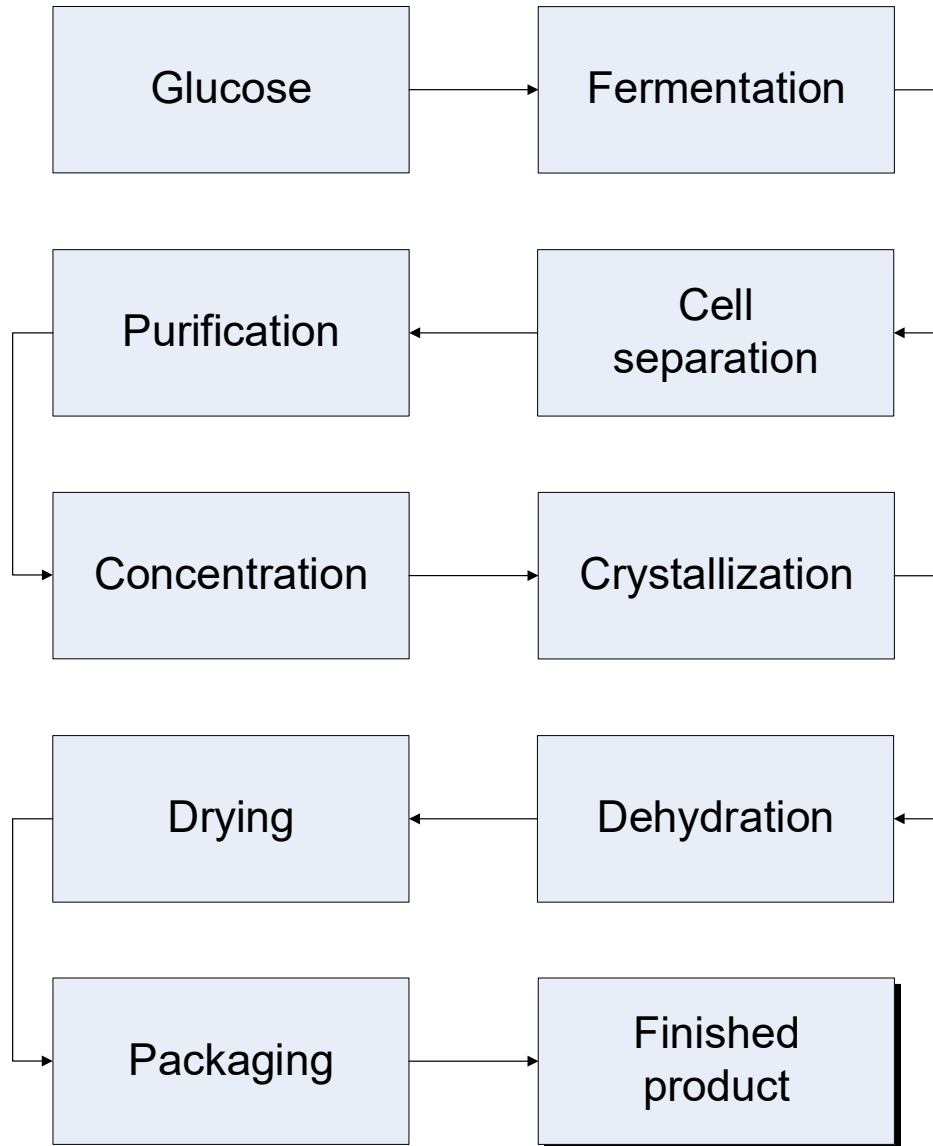 Glucose
Fermentation
Cell
separation
Purification
Concentration
Crystallization
Dehydration
Drying
Packaging
Finished
product